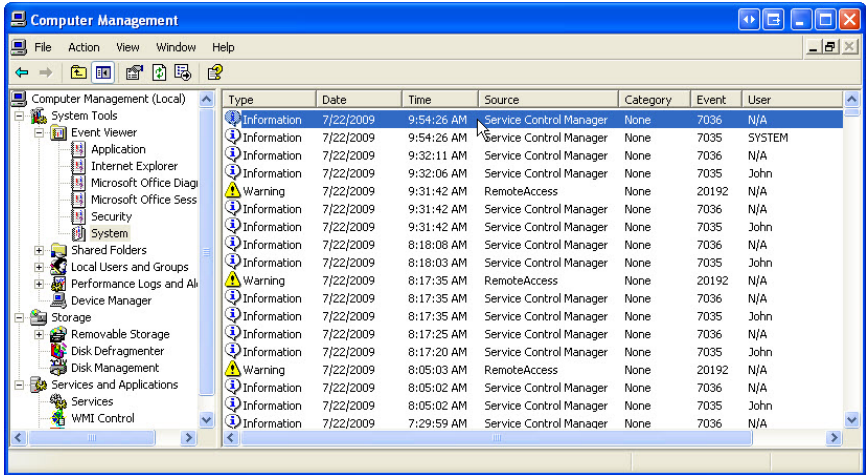 Computer Management
File Action View Window Help
Computer Management (Local)
System Tools
Event Viewer
Application
Internet Explorer
Microsoft Office Diagı
Microsoft Office Sess
Security
System
Shared Folders
Local Users and Groups
Performance Logs and Al
Device Manager
Storage
Removable Storage
Disk Defragmenter
Disk Management
Services and Applications
Services
WMI Control
Type Date Time Source Category Event User
Information 7/22/2009 9:54:26 AM Service Control Manager None 7036 N/A
Information 7/22/2009 9:54:26 AM Service Control Manager None 7035 SYSTEM
Information 7/22/2009 9:32:11 AM Service Control Manager None 7036 N/A
Information 7/22/2009 9:32:06 AM Service Control Manager None 7035 John
Warning 7/22/2009 9:31:42 AM RemoteAccess None 20192 N/A
Information 7/22/2009 9:31:42 AM Service Control Manager None 7036 N/A
Information 7/22/2009 9:31:42 AM Service Control Manager None 7035 John
Information 7/22/2009 8:18:08 AM Service Control Manager None 7036 N/A
Information 7/22/2009 8:18:03 AM Service Control Manager None 7035 John
Warning 7/22/2009 8:17:35 AM RemoteAccess None 20192 N/A
Information 7/22/2009 8:17:35 AM Service Control Manager None 7036 N/A
Information 7/22/2009 8:17:35 AM Service Control Manager None 7035 John
Information 7/22/2009 8:17:25 AM Service Control Manager None 7036 N/A
Information 7/22/2009 8:17:20 AM Service Control Manager None 7035 John
Warning 7/22/2009 8:05:03 AM RemoteAccess None 20192 N/A
Information 7/22/2009 8:05:02 AM Service Control Manager None 7036 N/A
Information 7/22/2009 8:05:02 AM Service Control Manager None 7035 John
Information 7/22/2009 7:29:59 AM Service Control Manager None 7036 N/A